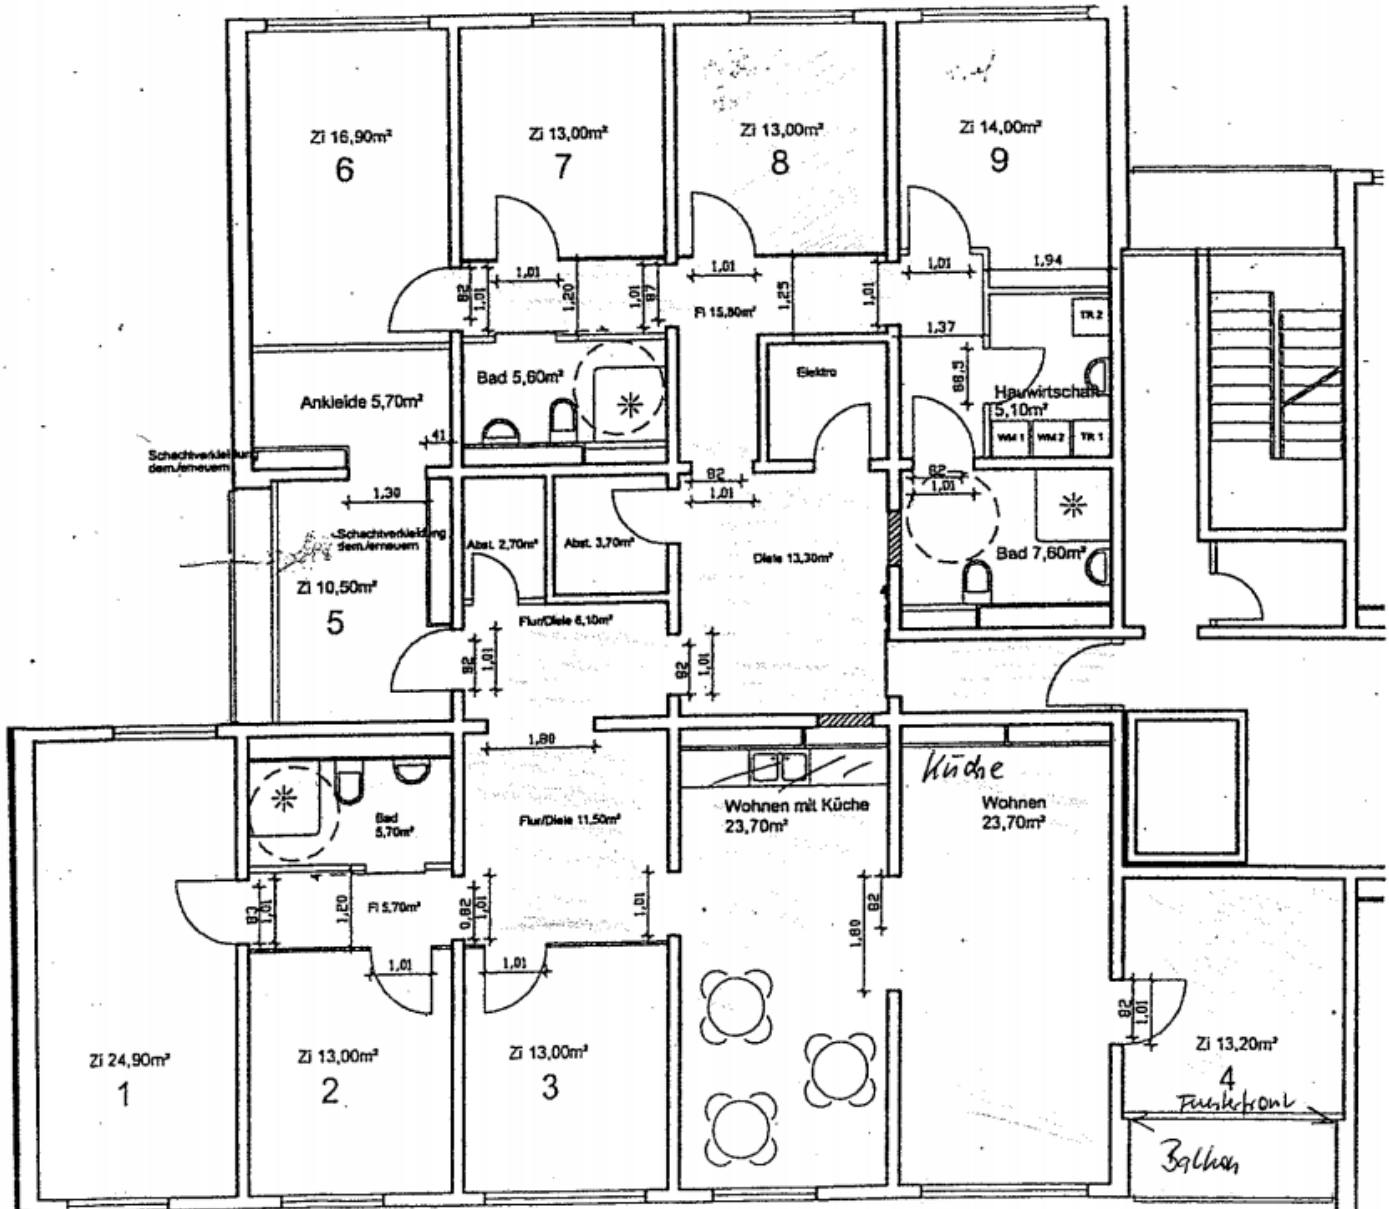 Zi 16,90m²
6
Zi 13,00m²
7
Zi 13,00m²
8
Zi 14,00m²
9
1,01
1,01
1,01
1,94
82
1,01
1,20
1,01
87
Fl 15,80m²
1,25
1,01
1,37
TR 2
88,5
Ankleide 5,70m²
Bad 5,60m²
Elektro
Hauwirtschaft
5,10m²
WM 1
WM 2
TR 1
41
Schachtverkleidung
dem./erneuern
1,30
82
1,01
82
1,01
Schachtverkleidung
dem./erneuern
Abst. 2,70m²
Abst. 3,70m²
Diele 13,30m²
Bad 7,60m²
Zi 10,50m²
5
Flur/Diele 6,10m²
82
1,01
82
1,01
1,80
Küche
Bad
5,70m²
Flur/Diele 11,50m²
Wohnen mit Küche
23,70m²
Wohnen
23,70m²
83
1,01
1,20
Fl 5,70m²
0,82
1,01
1,01
1,80
82
1,01
1,01
82
1,01
Zi 24,90m²
1
Zi 13,00m²
2
Zi 13,00m²
3
Zi 13,20m²
4
Fensterfront
Balkon